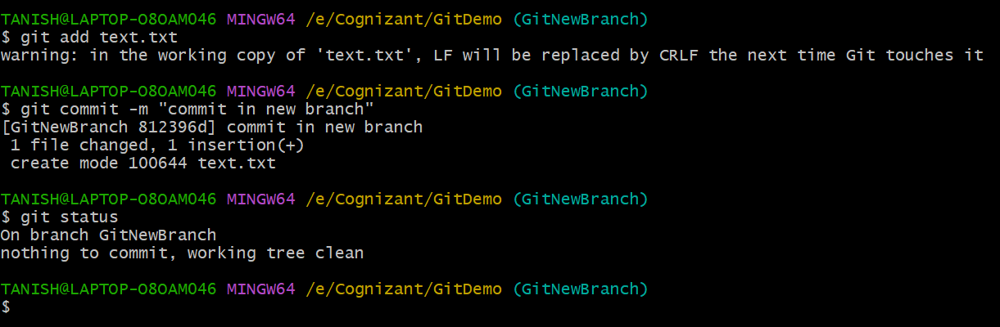 TANISH@LAPTOP-O8OAM046 MINGW64 /e/Cognizant/GitDemo (GitNewBranch)
$ git add text.txt
warning: in the working copy of 'text.txt', LF will be replaced by CRLF the next time Git touches it
TANISH@LAPTOP-O8OAM046 MINGW64 /e/Cognizant/GitDemo (GitNewBranch)
$ git commit -m "commit in new branch"
[GitNewBranch 812396d] commit in new branch
 1 file changed, 1 insertion(+)
 create mode 100644 text.txt
TANISH@LAPTOP-O8OAM046 MINGW64 /e/Cognizant/GitDemo (GitNewBranch)
$ git status
On branch GitNewBranch
nothing to commit, working tree clean
TANISH@LAPTOP-O8OAM046 MINGW64 /e/Cognizant/GitDemo (GitNewBranch)
$